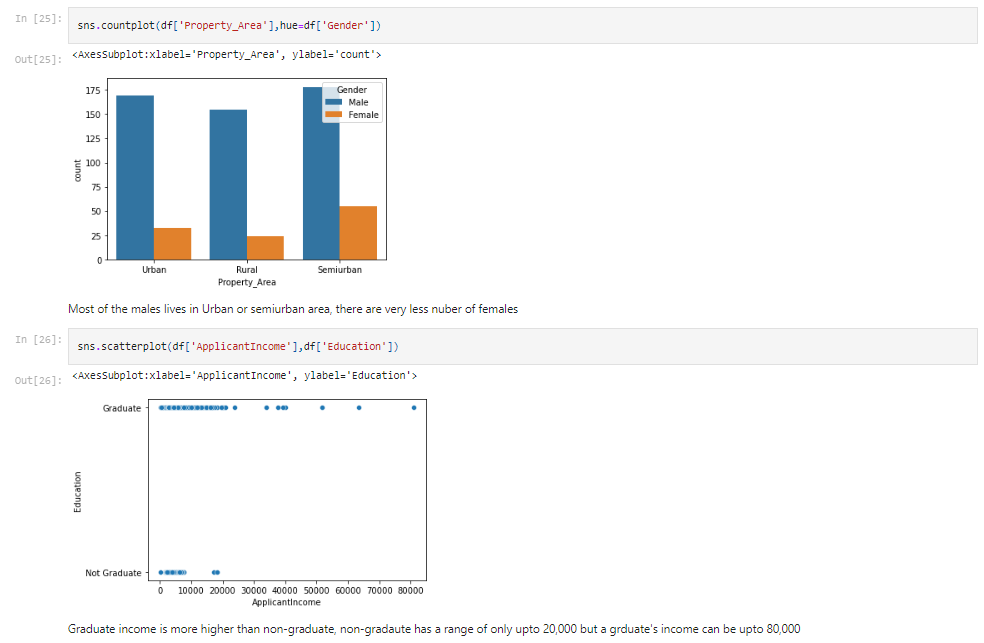 In [25]:
sns.countplot(df['Property_Area'],hue=df['Gender'])
Out[25]:
<AxesSubplot:xlabel='Property_Area', ylabel='count'>
175
150
125
100
75
50
25
0
count
Gender
Male
Female
Urban Rural Semiurban
Property_Area
Most of the males lives in Urban or semiurban area, there are very less nuber of females
In [26]:
sns.scatterplot(df['ApplicantIncome'],df['Education'])
Out[26]:
<AxesSubplot:xlabel='ApplicantIncome', ylabel='Education'>
Graduate
Education
Not Graduate
0 10000 20000 30000 40000 50000 60000 70000 80000
ApplicantIncome
Graduate income is more higher than non-graduate, non-gradaute has a range of only upto 20,000 but a grduate's income can be upto 80,000